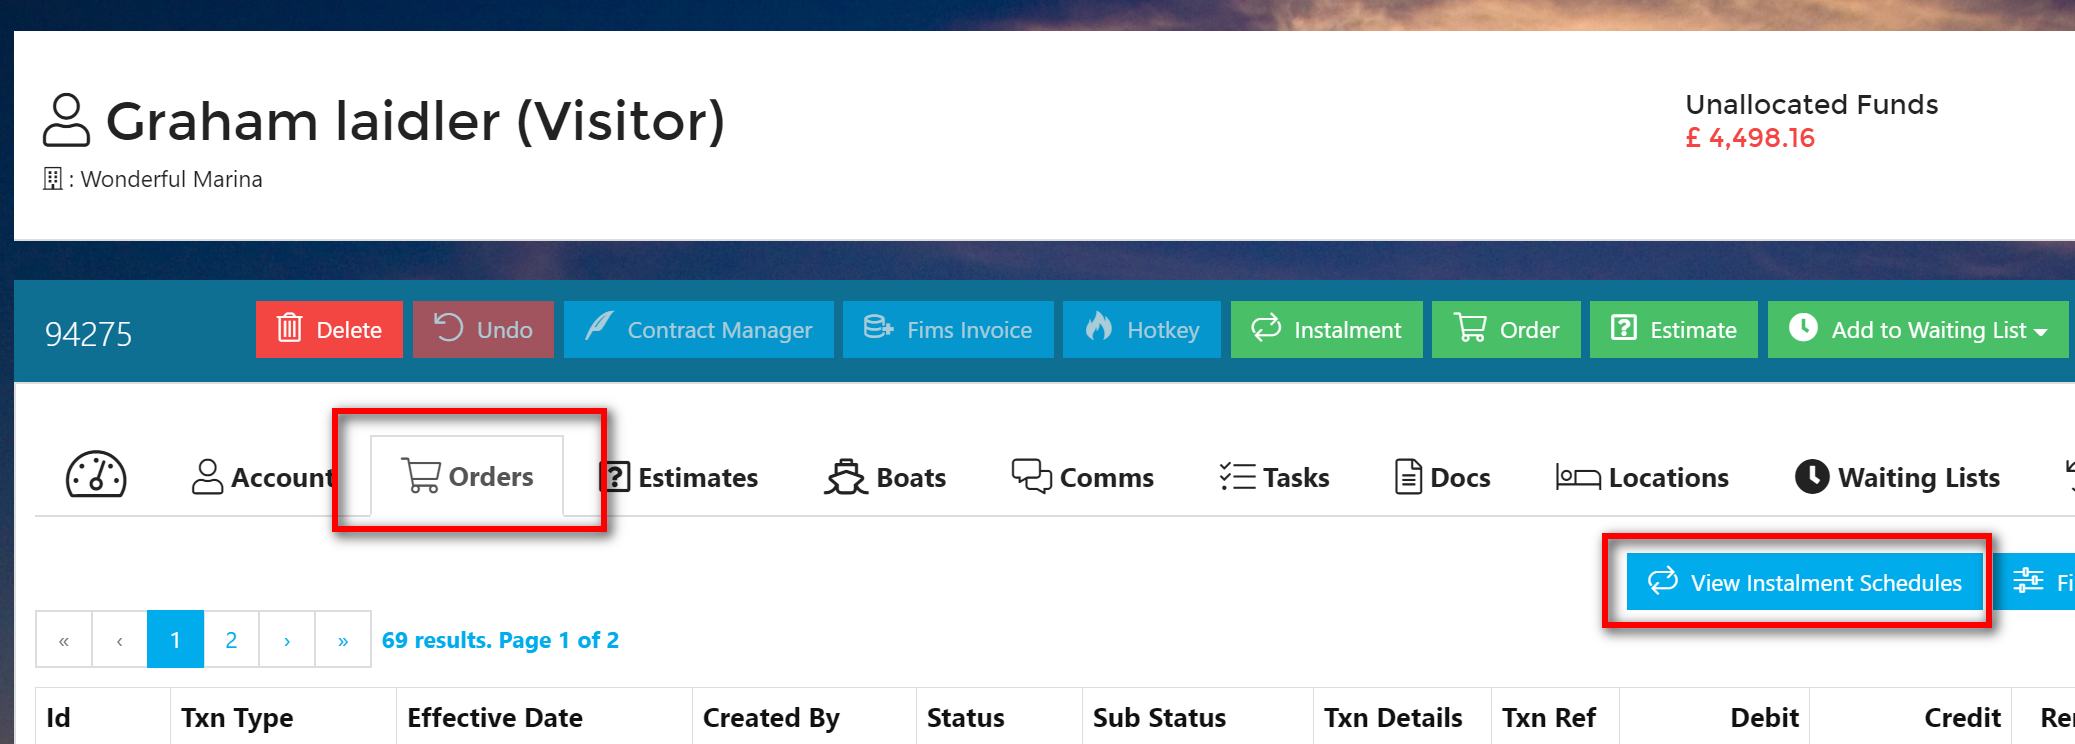 Graham laidler (Visitor)
: Wonderful Marina
Unallocated Funds
£ 4,498.16
94275
Delete
Undo
Contract Manager
Fims Invoice
Hotkey
Instalment
Order
Estimate
Add to Waiting List
Account
Orders
Estimates
Boats
Comms
Tasks
Docs
Locations
Waiting Lists
View Instalment Schedules
Fi
« ‹ 1 2 › » 69 results. Page 1 of 2
Id Txn Type Effective Date Created By Status Sub Status Txn Details Txn Ref Debit Credit Re